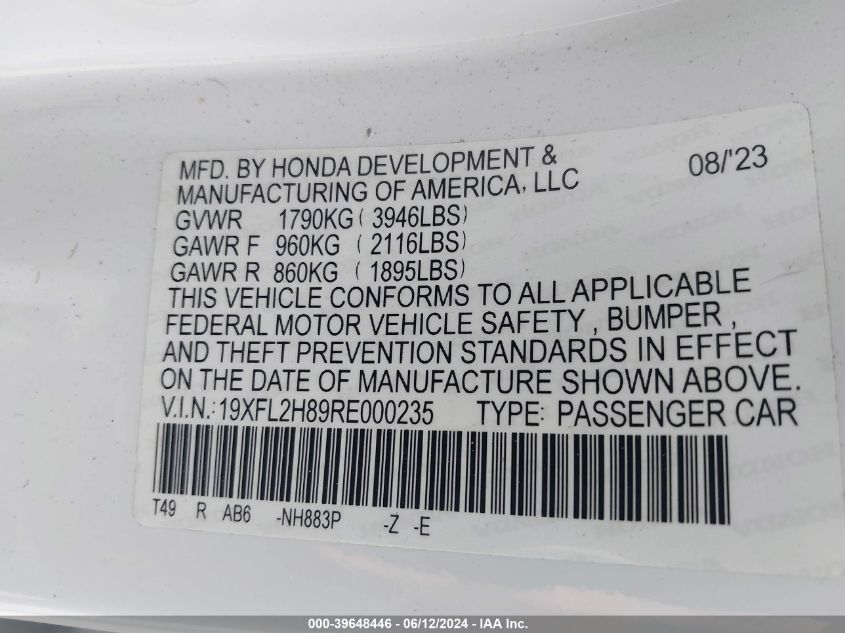 MFD. BY HONDA DEVELOPMENT & 08/'23
MANUFACTURING OF AMERICA, LLC
GVWR 1790KG ( 3946LBS)
GAWR F 960KG ( 2116LBS)
GAWR R 860KG ( 1895LBS)
THIS VEHICLE CONFORMS TO ALL APPLICABLE
FEDERAL MOTOR VEHICLE SAFETY , BUMPER ,
AND THEFT PREVENTION STANDARDS IN EFFECT
ON THE DATE OF MANUFACTURE SHOWN ABOVE.
V.I.N.: 19XFL2H89RE000235 TYPE: PASSENGER CAR
T49 R AB6 -NH883P -Z -E
000-39648446 - 06/12/2024 - IAA Inc.